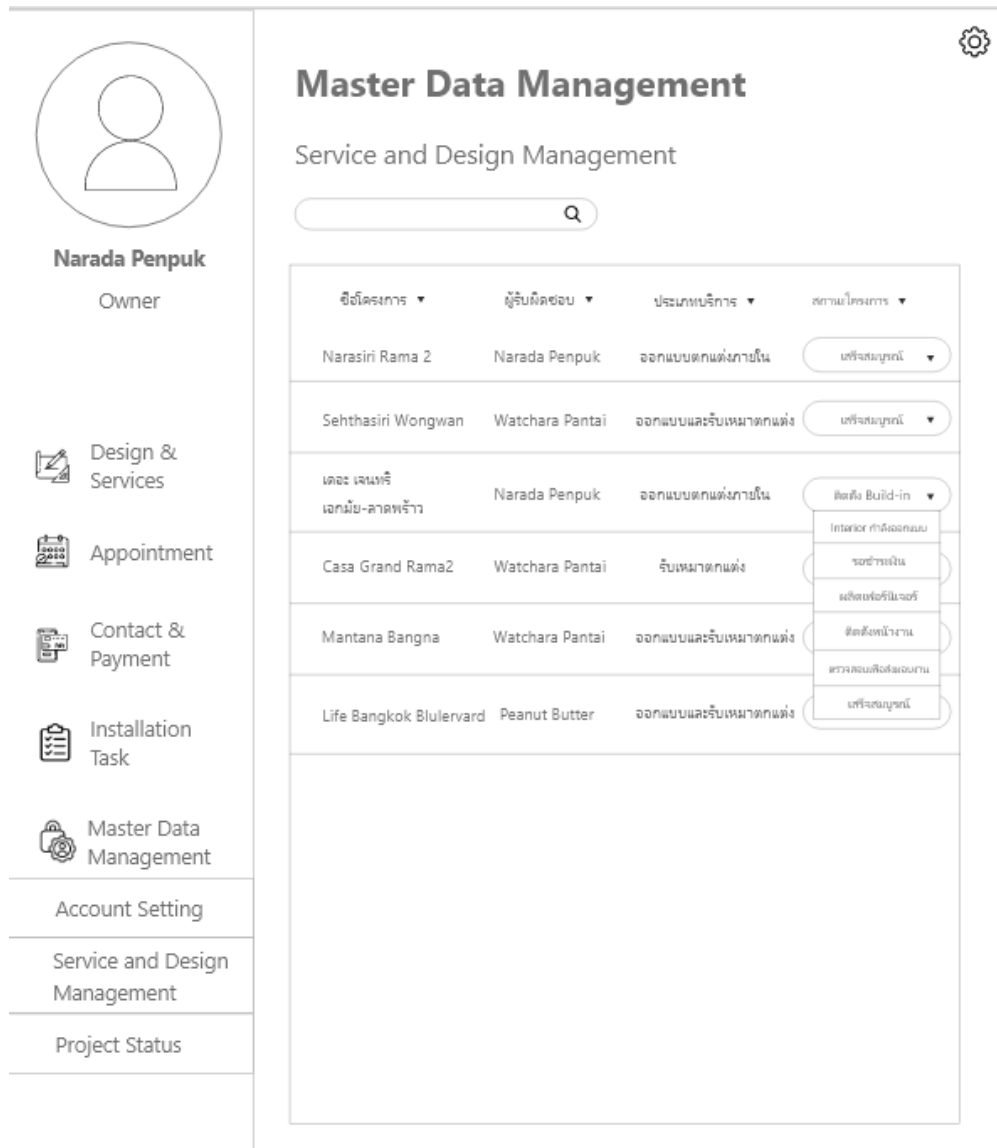 Master Data Management
Service and Design Management
Narada Penpuk
Owner
Design &
Services
Appointment
Contact &
Payment
Installation
Task
Master Data
Management
Account Setting
Service and Design
Management
Project Status
ชื่อโครงการ ผู้รับผิดชอบ ประเภทบริการ สถานะโครงการ
Narasiri Rama 2 Narada Penpuk ออกแบบตกแต่งภายใน เสร็จสมบูรณ์
Sehthasiri Wongwan Watchara Pantai ออกแบบและรับเหมาตกแต่ง เสร็จสมบูรณ์
เดอะ เจนทริ
เอกมัย-ลาดพร้าว
Narada Penpuk ออกแบบตกแต่งภายใน ติดตั้ง Build-in
Interior กำลังออกแบบ
Casa Grand Rama2 Watchara Pantai รับเหมาตกแต่ง รอชำระเงิน
ผลิตเฟอร์นิเจอร์
Mantana Bangna Watchara Pantai ออกแบบและรับเหมาตกแต่ง ติดตั้งหน้างาน
ตรวจสอบเพื่อส่งมอบงาน
Life Bangkok Blulervard Peanut Butter ออกแบบและรับเหมาตกแต่ง เสร็จสมบูรณ์